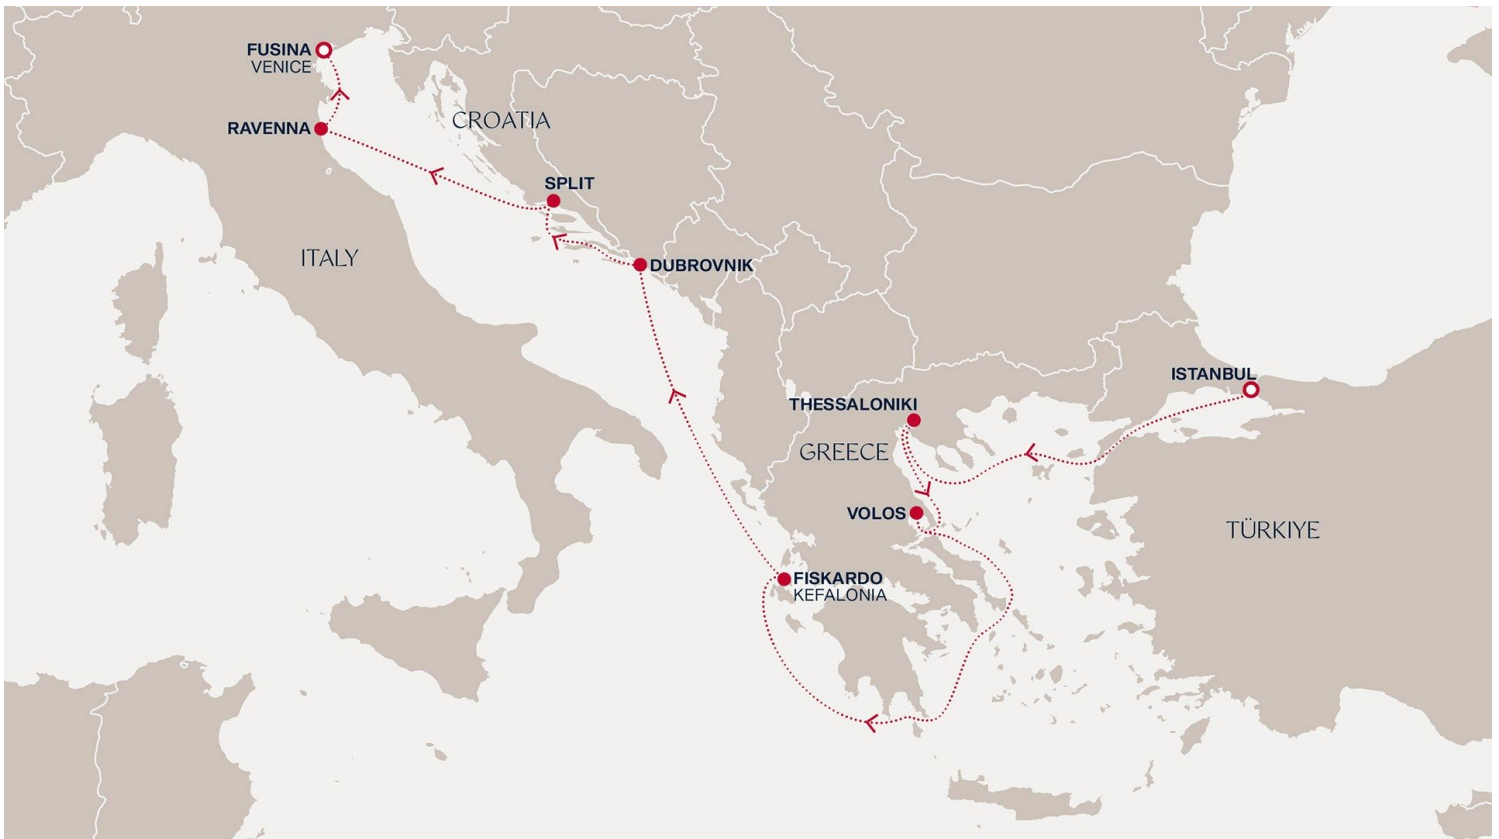 FUSINA
VENICE
RAVENNA
CROATIA
SPLIT
ITALY
DUBROVNIK
ISTANBUL
THESSALONIKI
GREECE
VOLOS
TÜRKIYE
FISKARDO
KEFALONIA